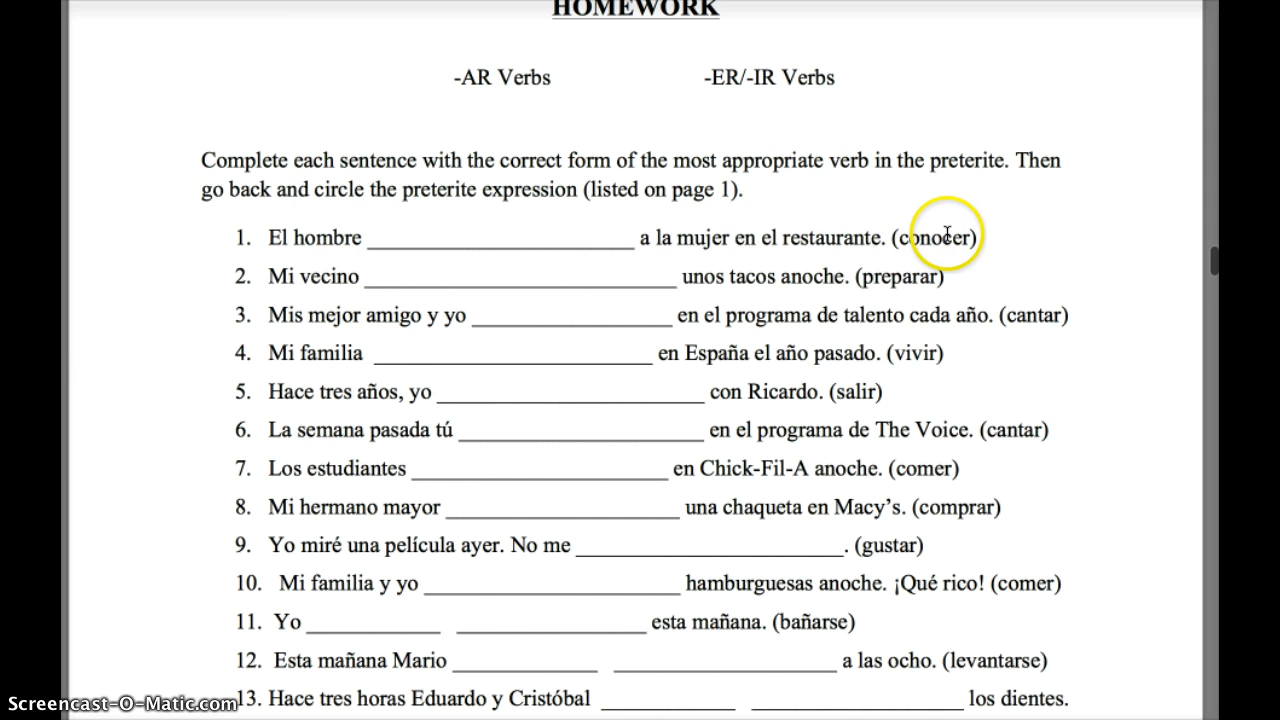 HOMEWORK
-AR Verbs -ER/-IR Verbs
Complete each sentence with the correct form of the most appropriate verb in the preterite. Then
go back and circle the preterite expression (listed on page 1).
1. El hombre ________________________ a la mujer en el restaurante. (conocer)
2. Mi vecino ____________________________ unos tacos anoche. (preparar)
3. Mis mejor amigo y yo __________________ en el programa de talento cada año. (cantar)
4. Mi familia _________________________ en España el año pasado. (vivir)
5. Hace tres años, yo ________________________ con Ricardo. (salir)
6. La semana pasada tú ______________________ en el programa de The Voice. (cantar)
7. Los estudiantes _______________________ en Chick-Fil-A anoche. (comer)
8. Mi hermano mayor _____________________ una chaqueta en Macy’s. (comprar)
9. Yo miré una película ayer. No me ________________________. (gustar)
10. Mi familia y yo _______________________ hamburguesas anoche. ¡Qué rico! (comer)
11. Yo ____________ _________________ esta mañana. (bañarse)
12. Esta mañana Mario _____________ ____________________ a las ocho. (levantarse)
13. Hace tres horas Eduardo y Cristóbal ____________ ___________________ los dientes.
Screencast-O-Matic.com